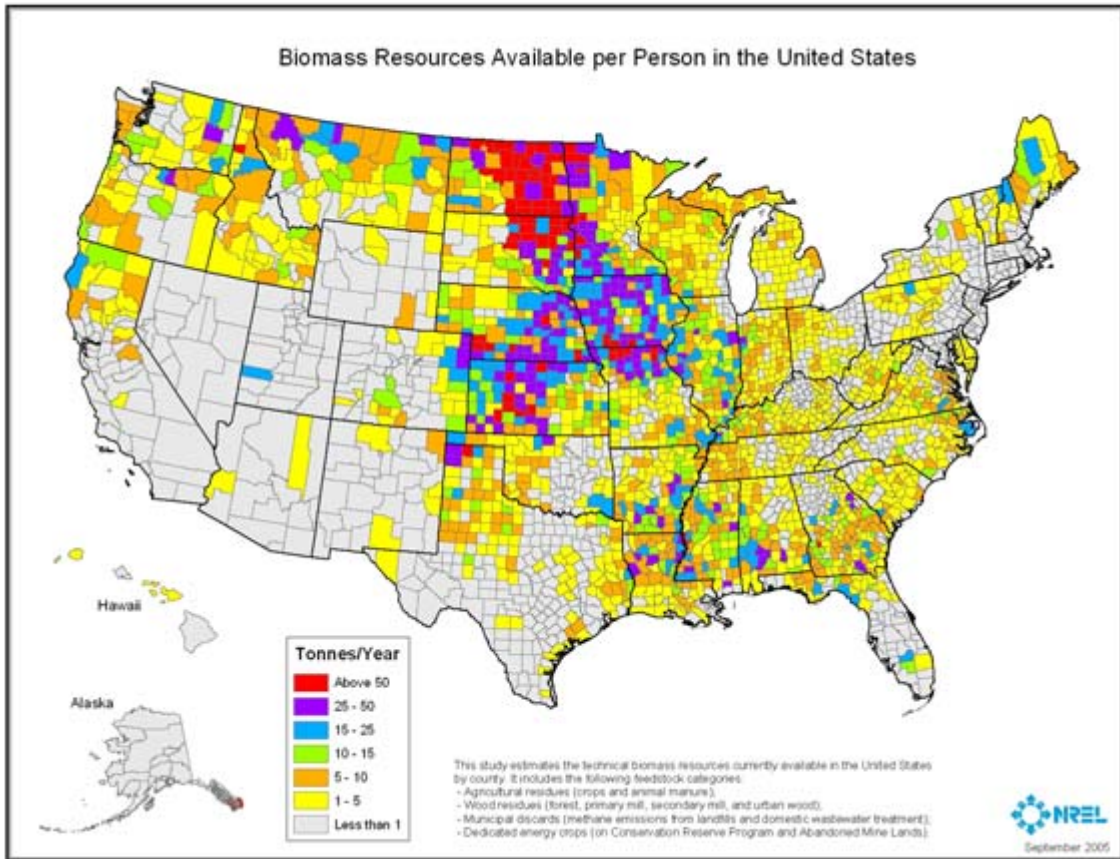 Biomass Resources Available per Person in the United States
Hawaii
Alaska
Tonnes/Year
Above 50
25 - 50
15 - 25
10 - 15
5 - 10
1 - 5
Less than 1
This study estimates the technical biomass resources currently available in the United States
by county. It includes the following feedstock categories:
- Agricultural residues (crops and animal manure);
- Wood residues (forest, primary mill, secondary mill, and urban wood);
- Municipal discards (methane emissions from landfills and domestic wastewater treatment);
- Dedicated energy crops (on Conservation Reserve Program and Abandoned Mine Lands).
NREL
September 2005